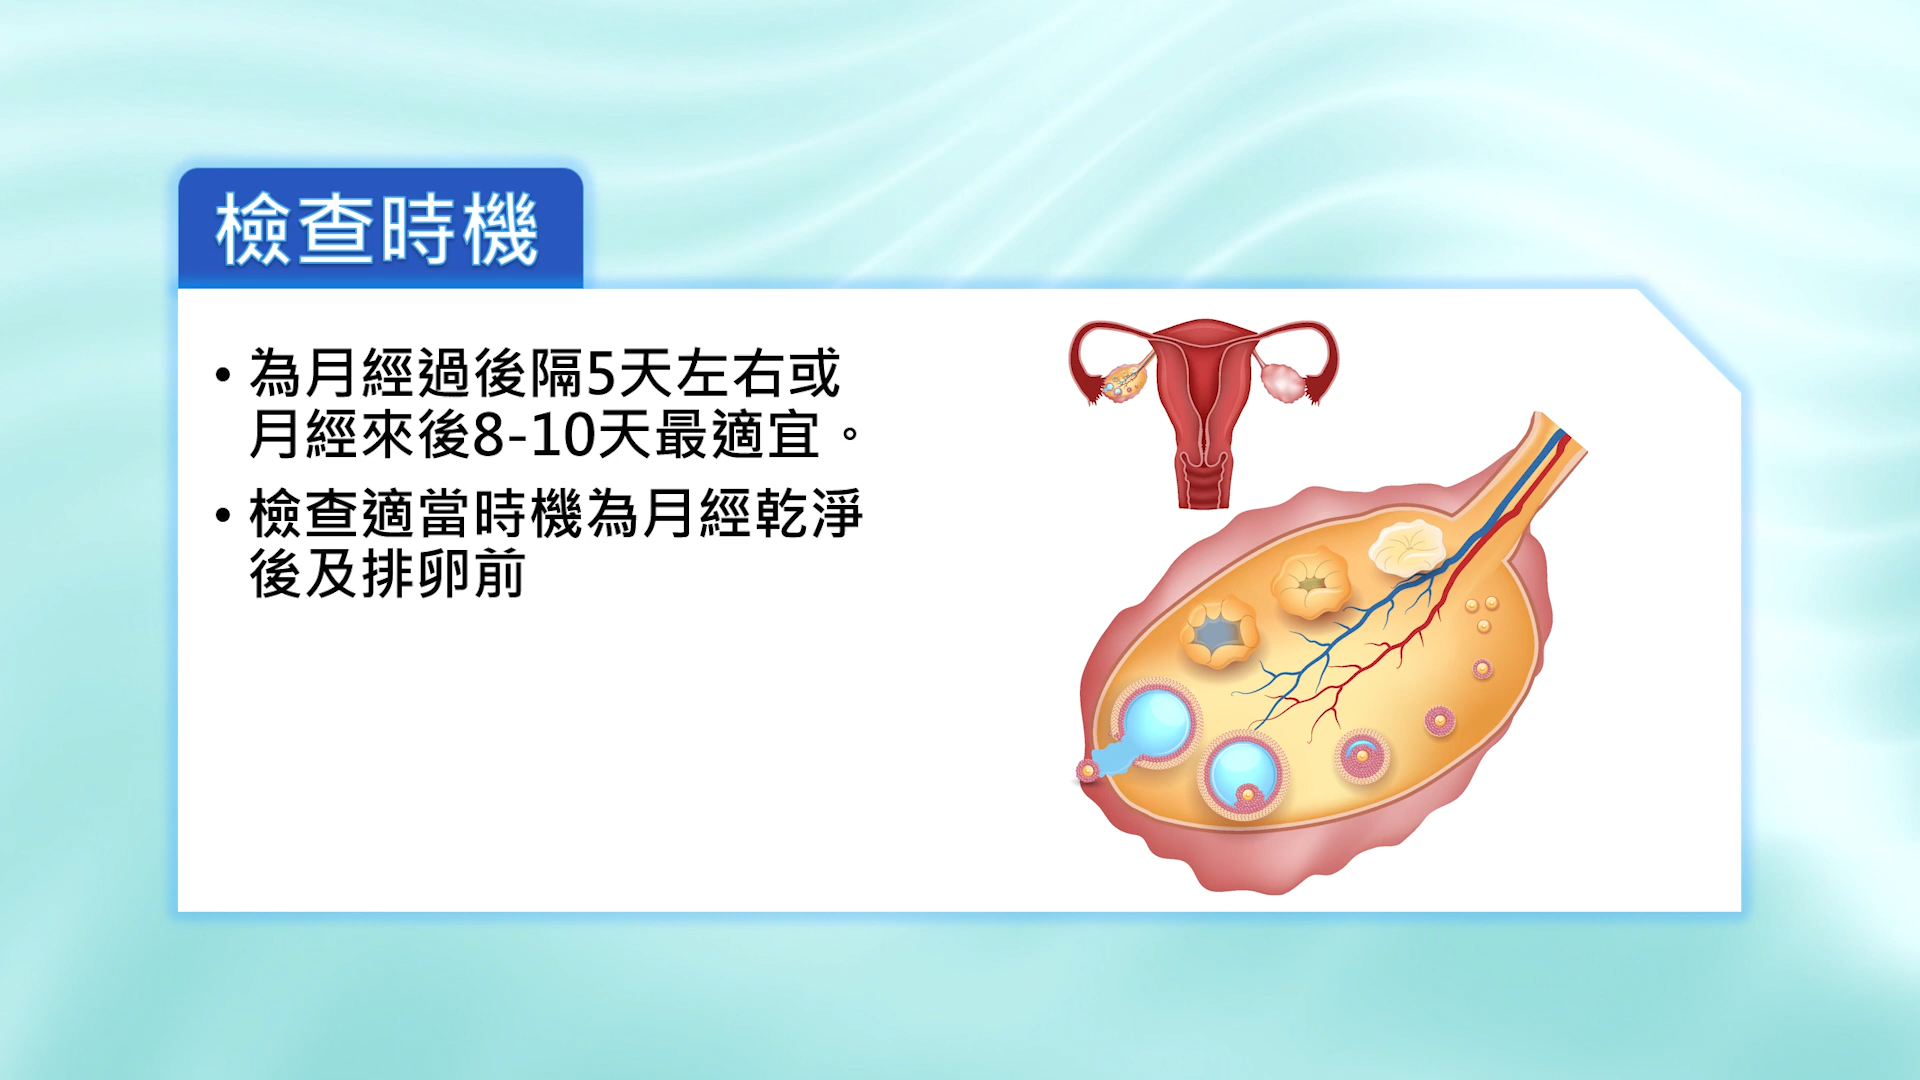 檢查時機
• 為月經過後隔5天左右或
月經來後8-10天最適宜。
• 檢查適當時機為月經乾淨
後及排卵前